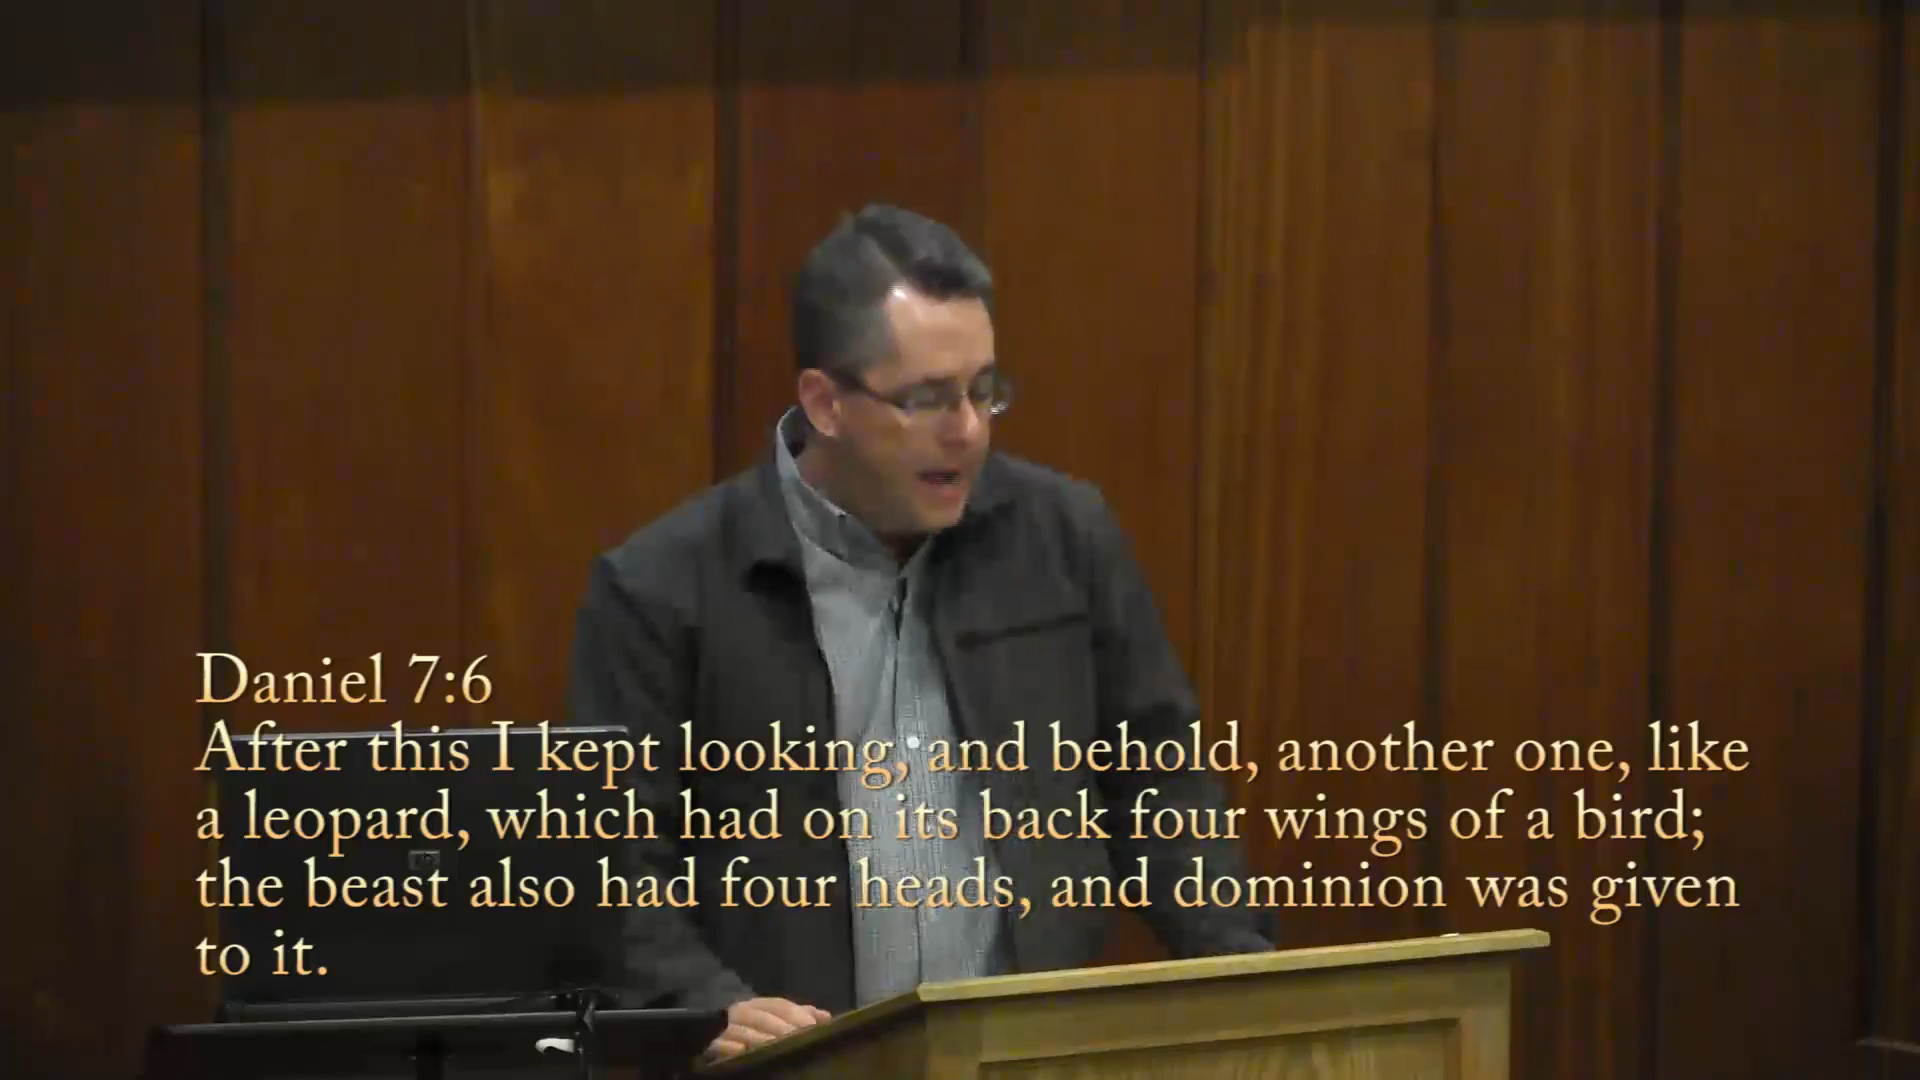 Daniel 7:6
After this I kept looking, and behold, another one, like
a leopard, which had on its back four wings of a bird;
the beast also had four heads, and dominion was given
to it.